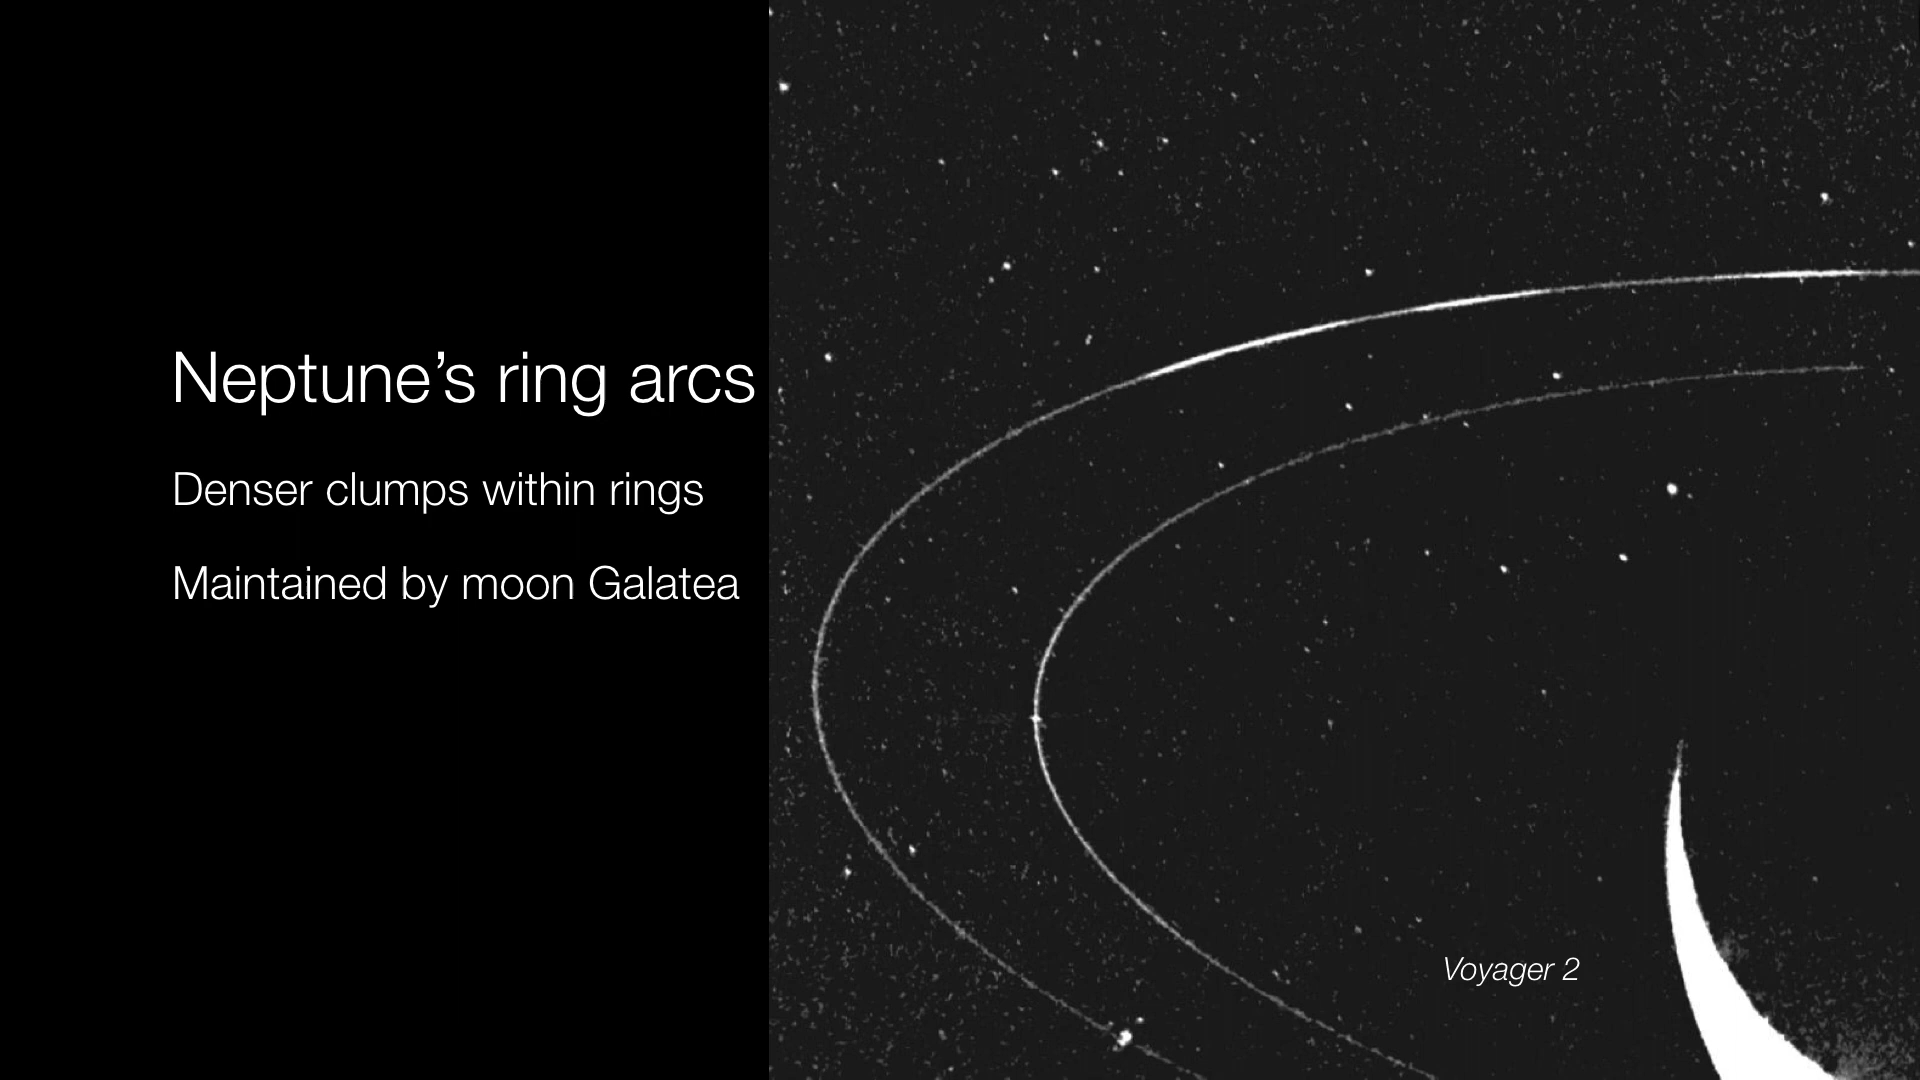 Neptune’s ring arcs
Denser clumps within rings
Maintained by moon Galatea
Voyager 2